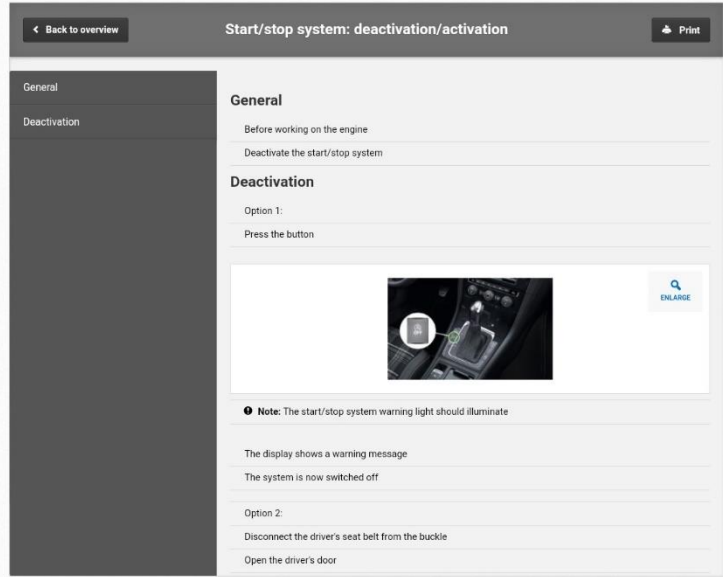 Back to overview
Start/stop system: deactivation/activation
Print
General
Deactivation
General
Before working on the engine
Deactivate the start/stop system
Deactivation
Option 1:
Press the button
ENLARGE
Note: The start/stop system warning light should illuminate
The display shows a warning message
The system is now switched off
Option 2:
Disconnect the driver's seat belt from the buckle
Open the driver's door